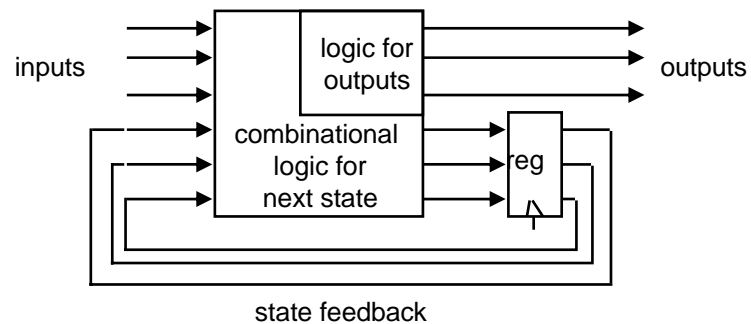 logic for
outputs
inputs
outputs
combinational
logic for
next state
reg
state feedback